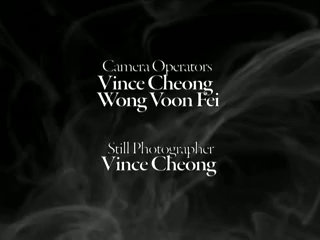 Camera Operators
Vince Cheong
Wong Voon Fei
Still Photographer
Vince Cheong